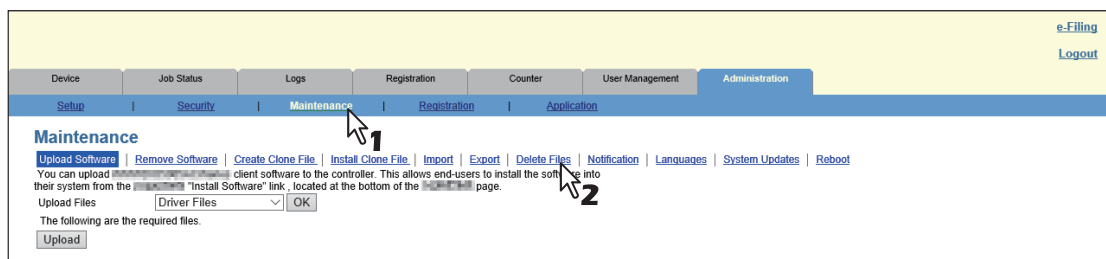 e-Filing
Logout
Device Job Status Logs Registration Counter User Management Administration
Setup | Security | Maintenance | Registration | Application
1
Maintenance
Upload Software | Remove Software | Create Clone File | Install Clone File | Import | Export | Delete Files | Notification | Languages | System Updates | Reboot
You can upload client software to the controller. This allows end-users to install the software into
their system from the "Install Software" link , located at the bottom of the page.
2
Upload Files Driver Files OK
The following are the required files.
Upload